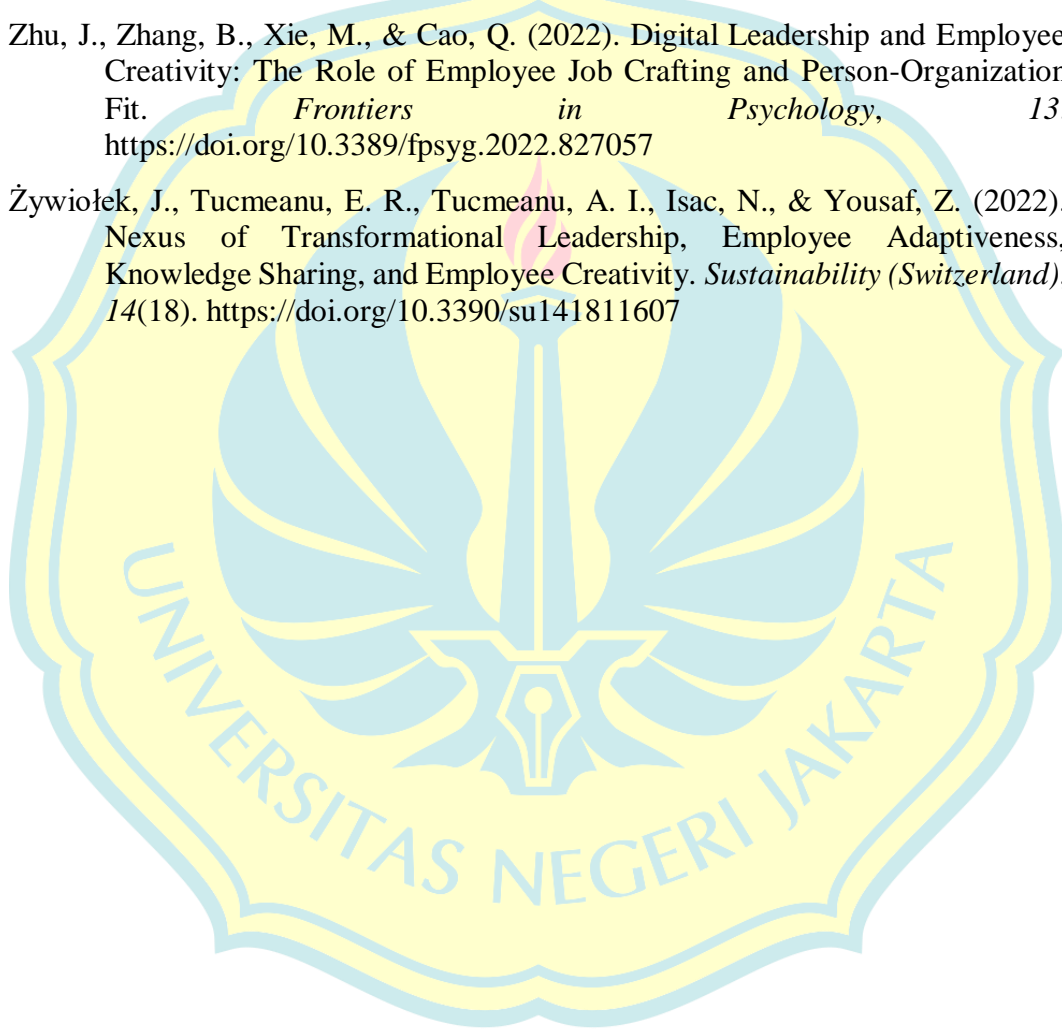 Zhu, J., Zhang, B., Xie, M., & Cao, Q. (2022). Digital Leadership and Employee
Creativity: The Role of Employee Job Crafting and Person-Organization
Fit. Frontiers in Psychology, 13
https://doi.org/10.3389/fpsyg.2022.827057
Żywiołek, J., Tucmeanu, E. R., Tucmeanu, A. I., Isac, N., & Yousaf, Z. (2022).
Nexus of Transformational Leadership, Employee Adaptiveness,
Knowledge Sharing, and Employee Creativity. Sustainability (Switzerland),
14(18). https://doi.org/10.3390/su141811607
UNIVERSITAS NEGERI JAKARTA